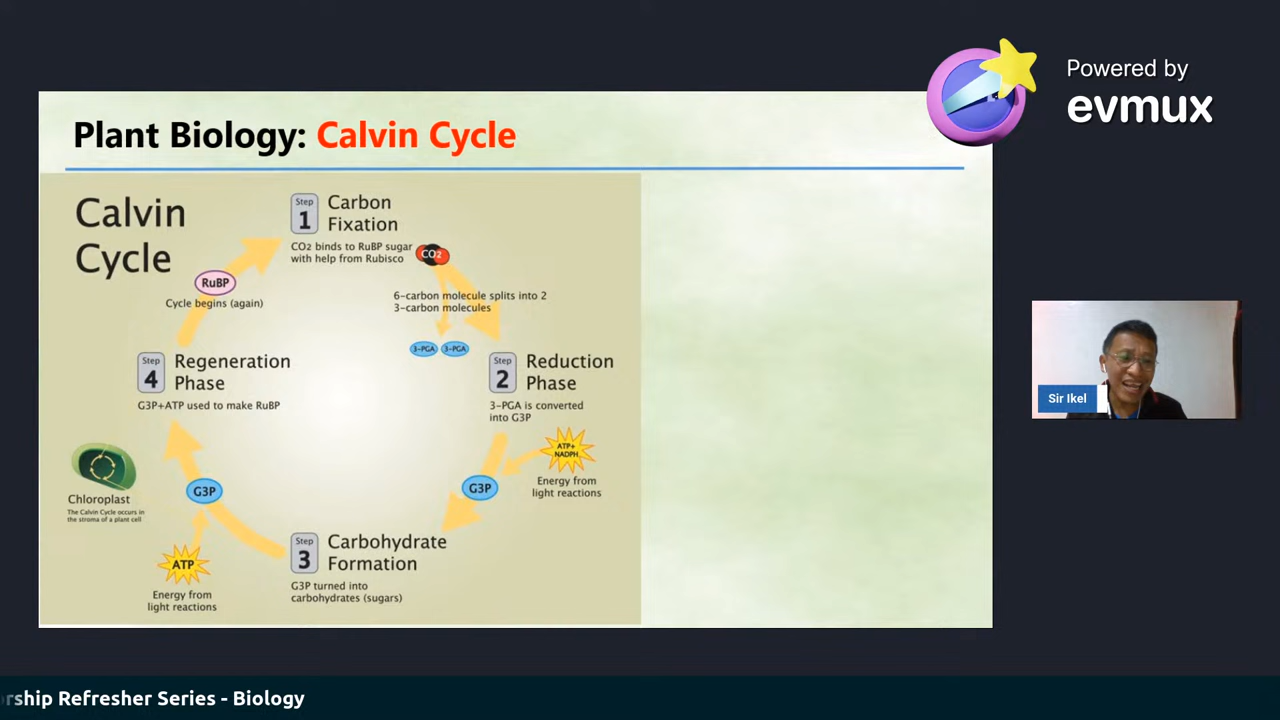 Powered by
evmux
Plant Biology: Calvin Cycle
Calvin
Cycle
Step
1
Carbon
Fixation
CO2 binds to RuBP sugar
with help from Rubisco
CO2
RuBP
Cycle begins (again)
6-carbon molecule splits into 2
3-carbon molecules
3-PGA
3-PGA
Step
4
Regeneration
Phase
G3P+ATP used to make RuBP
Step
2
Reduction
Phase
3-PGA is converted
into G3P
ATP+
NADPH
Energy from
light reactions
G3P
Chloroplast
The Calvin Cycle occurs in
the stroma of a plant cell
G3P
Step
3
Carbohydrate
Formation
G3P turned into
carbohydrates (sugars)
ATP
Energy from
light reactions
Sir Ikel
rship Refresher Series - Biology